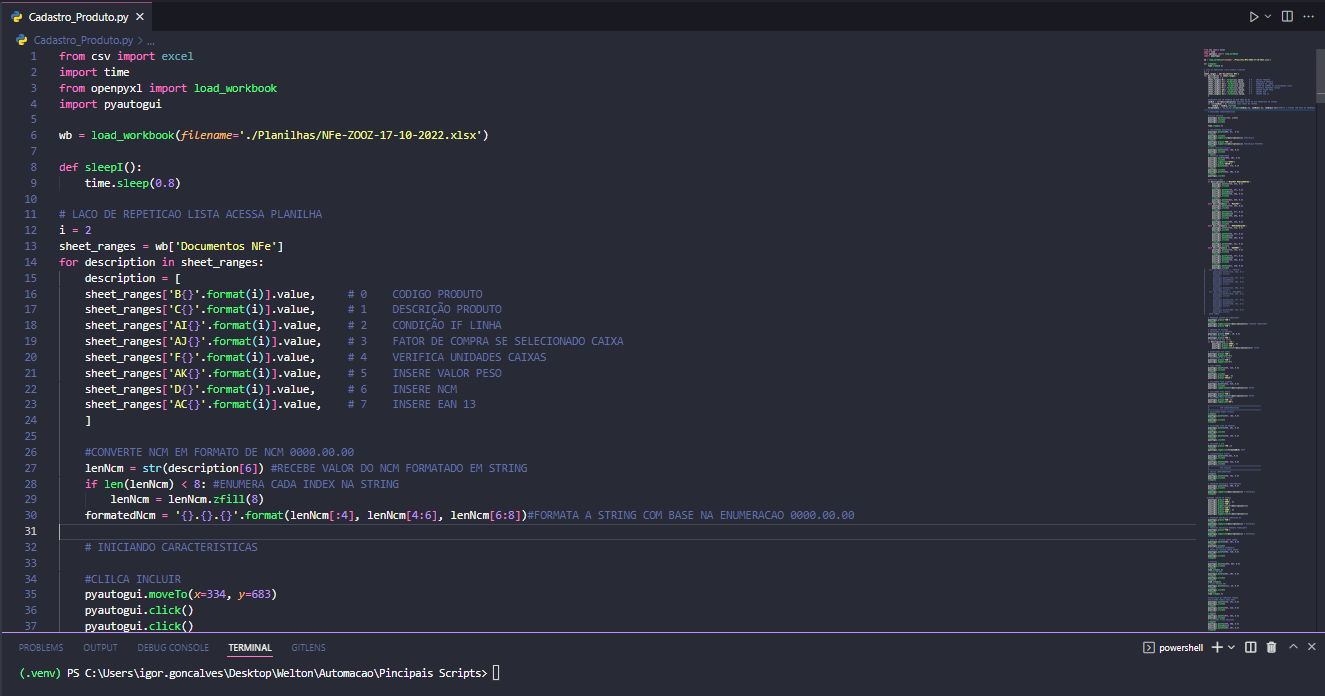 Cadastro_Produto.py
Cadastro_Produto.py > ...
1 from csv import excel
2 import time
3 from openpyxl import load_workbook
4 import pyautogui
5
6 wb = load_workbook(filename='./Planilhas/NFe-ZOOZ-17-10-2022.xlsx')
7
8 def sleepI():
9     time.sleep(0.8)
10
11 # LACO DE REPETICAO LISTA ACESSA PLANILHA
12 i = 2
13 sheet_ranges = wb['Documentos NFe']
14 for description in sheet_ranges:
15     description = [
16     sheet_ranges['B{}'.format(i)].value,     # 0    CODIGO PRODUTO
17     sheet_ranges['C{}'.format(i)].value,     # 1    DESCRIÇÃO PRODUTO
18     sheet_ranges['AI{}'.format(i)].value,    # 2    CONDIÇÃO IF LINHA
19     sheet_ranges['AJ{}'.format(i)].value,    # 3    FATOR DE COMPRA SE SELECIONADO CAIXA
20     sheet_ranges['F{}'.format(i)].value,     # 4    VERIFICA UNIDADES CAIXAS
21     sheet_ranges['AK{}'.format(i)].value,    # 5    INSERE VALOR PESO
22     sheet_ranges['D{}'.format(i)].value,     # 6    INSERE NCM
23     sheet_ranges['AC{}'.format(i)].value,    # 7    INSERE EAN 13
24     ]
25
26     #CONVERTE NCM EM FORMATO DE NCM 0000.00.00
27     lenNcm = str(description[6]) #RECEBE VALOR DO NCM FORMATADO EM STRING
28     if len(lenNcm) < 8: #ENUMERA CADA INDEX NA STRING
29         lenNcm = lenNcm.zfill(8)
30     formatedNcm = '{}.{}.{}'.format(lenNcm[:4], lenNcm[4:6], lenNcm[6:8])#FORMATA A STRING COM BASE NA ENUMERACAO 0000.00.00
31
32     # INICIANDO CARACTERISTICAS
33
34     #CLILCA INCLUIR
35     pyautogui.moveTo(x=334, y=683)
36     pyautogui.click()
37     pyautogui.click()
PROBLEMS OUTPUT DEBUG CONSOLE TERMINAL GITLENS powershell
(.venv) PS C:\Users\igor.goncalves\Desktop\Welton\Automacao\Pincipais Scripts>